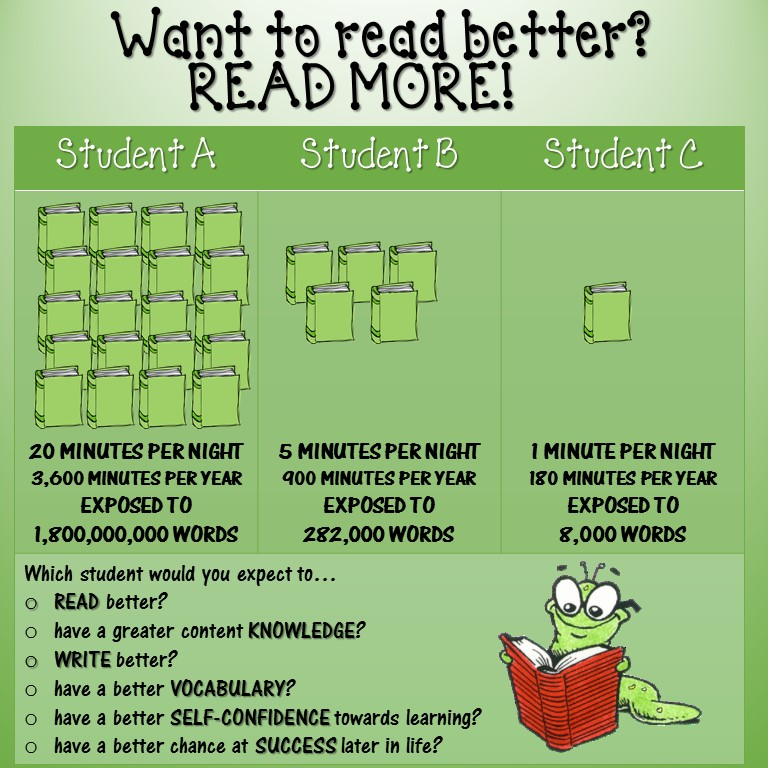 Want to read better?
READ MORE!
Student A
Student B
Student C
20 MINUTES PER NIGHT
3,600 MINUTES PER YEAR
EXPOSED TO
1,800,000,000 WORDS
5 MINUTES PER NIGHT
900 MINUTES PER YEAR
EXPOSED TO
282,000 WORDS
1 MINUTE PER NIGHT
180 MINUTES PER YEAR
EXPOSED TO
8,000 WORDS
Which student would you expect to...
o READ better?
o have a greater content KNOWLEDGE?
o WRITE better?
o have a better VOCABULARY?
o have a better SELF-CONFIDENCE towards learning?
o have a better chance at SUCCESS later in life?